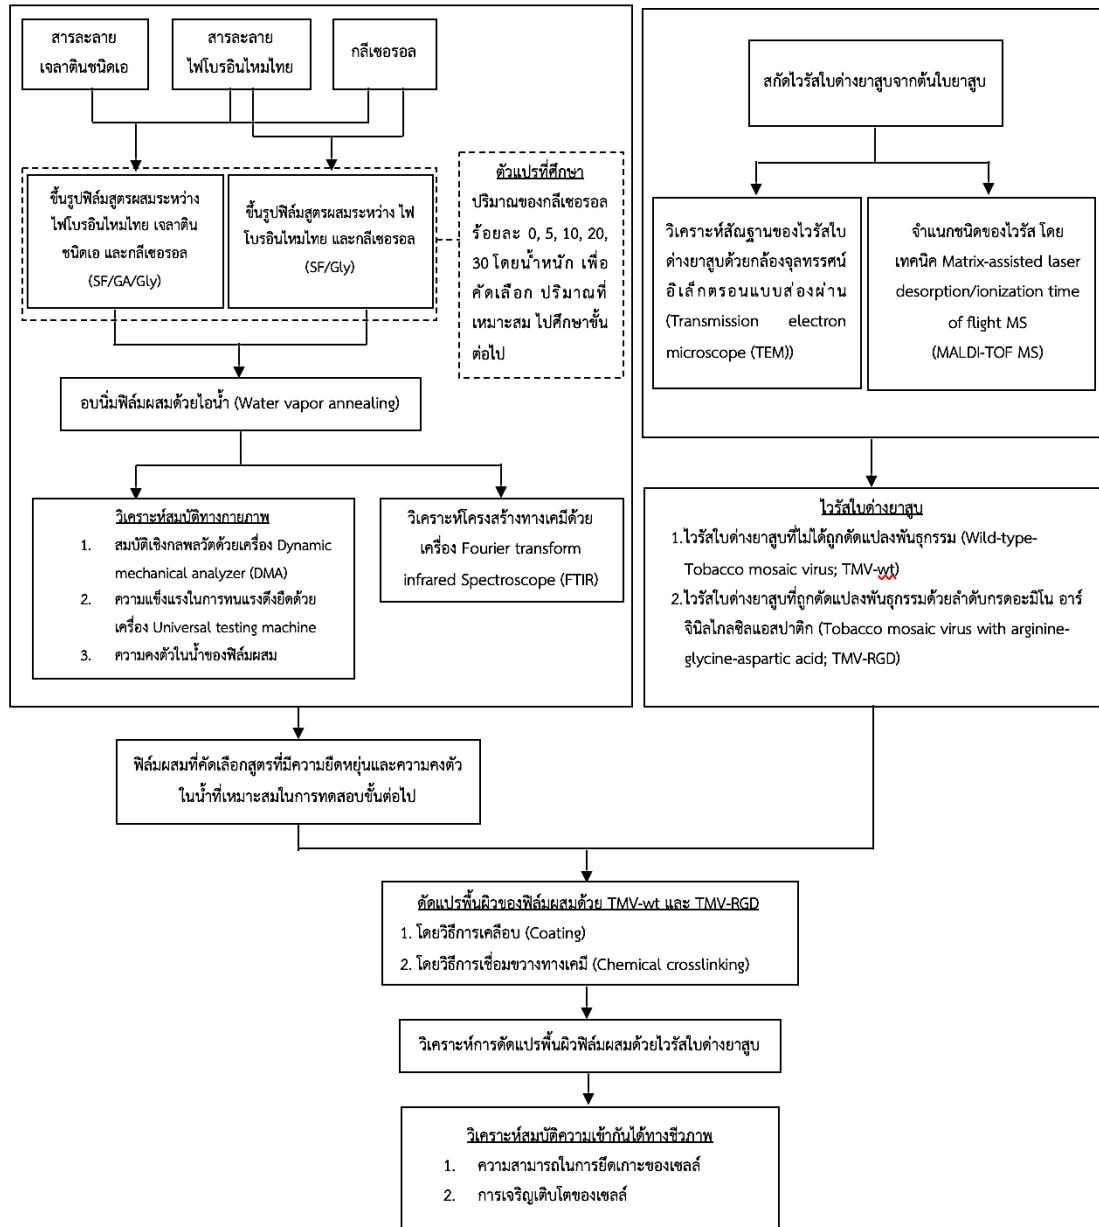 สารละลาย
เจลาตินชนิดเอ
สารละลาย
ไฟโบรอินไหมไทย
กลีเซอรอล
ขึ้นรูปฟิล์มสูตรผสมระหว่าง
ไฟโบรอินไหมไทย เจลาติน
ชนิดเอ และกลีเซอรอล
(SF/GA/Gly)
ขึ้นรูปฟิล์มสูตรผสมระหว่าง ไฟ
โบรอินไหมไทย และกลีเซอรอล
(SF/Gly)
ตัวแปรที่ศึกษา
ปริมาณของกลีเซอรอล
ร้อยละ 0, 5, 10, 20,
30 โดยน้ำหนัก เพื่อ
คัดเลือก ปริมาณที่
เหมาะสม ไปศึกษาขั้น
ต่อไป
อบนิ่มฟิล์มผสมด้วยไอน้ำ (Water vapor annealing)
วิเคราะห์สมบัติทางกายภาพ
1. สมบัติเชิงกลพลวัตด้วยเครื่อง Dynamic
mechanical analyzer (DMA)
2. ความแข็งแรงในการทนแรงดึงยืดด้วย
เครื่อง Universal testing machine
3. ความคงตัวในน้ำของฟิล์มผสม
วิเคราะห์โครงสร้างทางเคมีด้วย
เครื่อง Fourier transform
infrared Spectroscope (FTIR)
ฟิล์มผสมที่คัดเลือกสูตรที่มีความยืดหยุ่นและความคงตัว
ในน้ำที่เหมาะสมในการทดสอบขั้นต่อไป
สกัดไวรัสใบด่างยาสูบจากต้นใบยาสูบ
วิเคราะห์สัณฐานของไวรัสใบ
ด่างยาสูบด้วยกล้องจุลทรรศน์
อิเล็กตรอนแบบส่องผ่าน
(Transmission electron
microscope (TEM))
จำแนกชนิดของไวรัส โดย
เทคนิค Matrix-assisted laser
desorption/ionization time
of flight MS
(MALDI-TOF MS)
ไวรัสใบด่างยาสูบ
1.ไวรัสใบด่างยาสูบที่ไม่ได้ถูกดัดแปลงพันธุกรรม (Wild-type-
Tobacco mosaic virus; TMV-wt)
2.ไวรัสใบด่างยาสูบที่ถูกดัดแปลงพันธุกรรมด้วยลำดับกรดอะมิโน อาร์
จินิลไกลซิลแอสปาติก (Tobacco mosaic virus with arginine-
glycine-aspartic acid; TMV-RGD)
ดัดแปรพื้นผิวของฟิล์มผสมด้วย TMV-wt และ TMV-RGD
1. โดยวิธีการเคลือบ (Coating)
2. โดยวิธีการเชื่อมขวางทางเคมี (Chemical crosslinking)
วิเคราะห์การดัดแปรพื้นผิวฟิล์มผสมด้วยไวรัสใบด่างยาสูบ
วิเคราะห์สมบัติความเข้ากันได้ทางชีวภาพ
1. ความสามารถในการยึดเกาะของเซลล์
2. การเจริญเติบโตของเซลล์